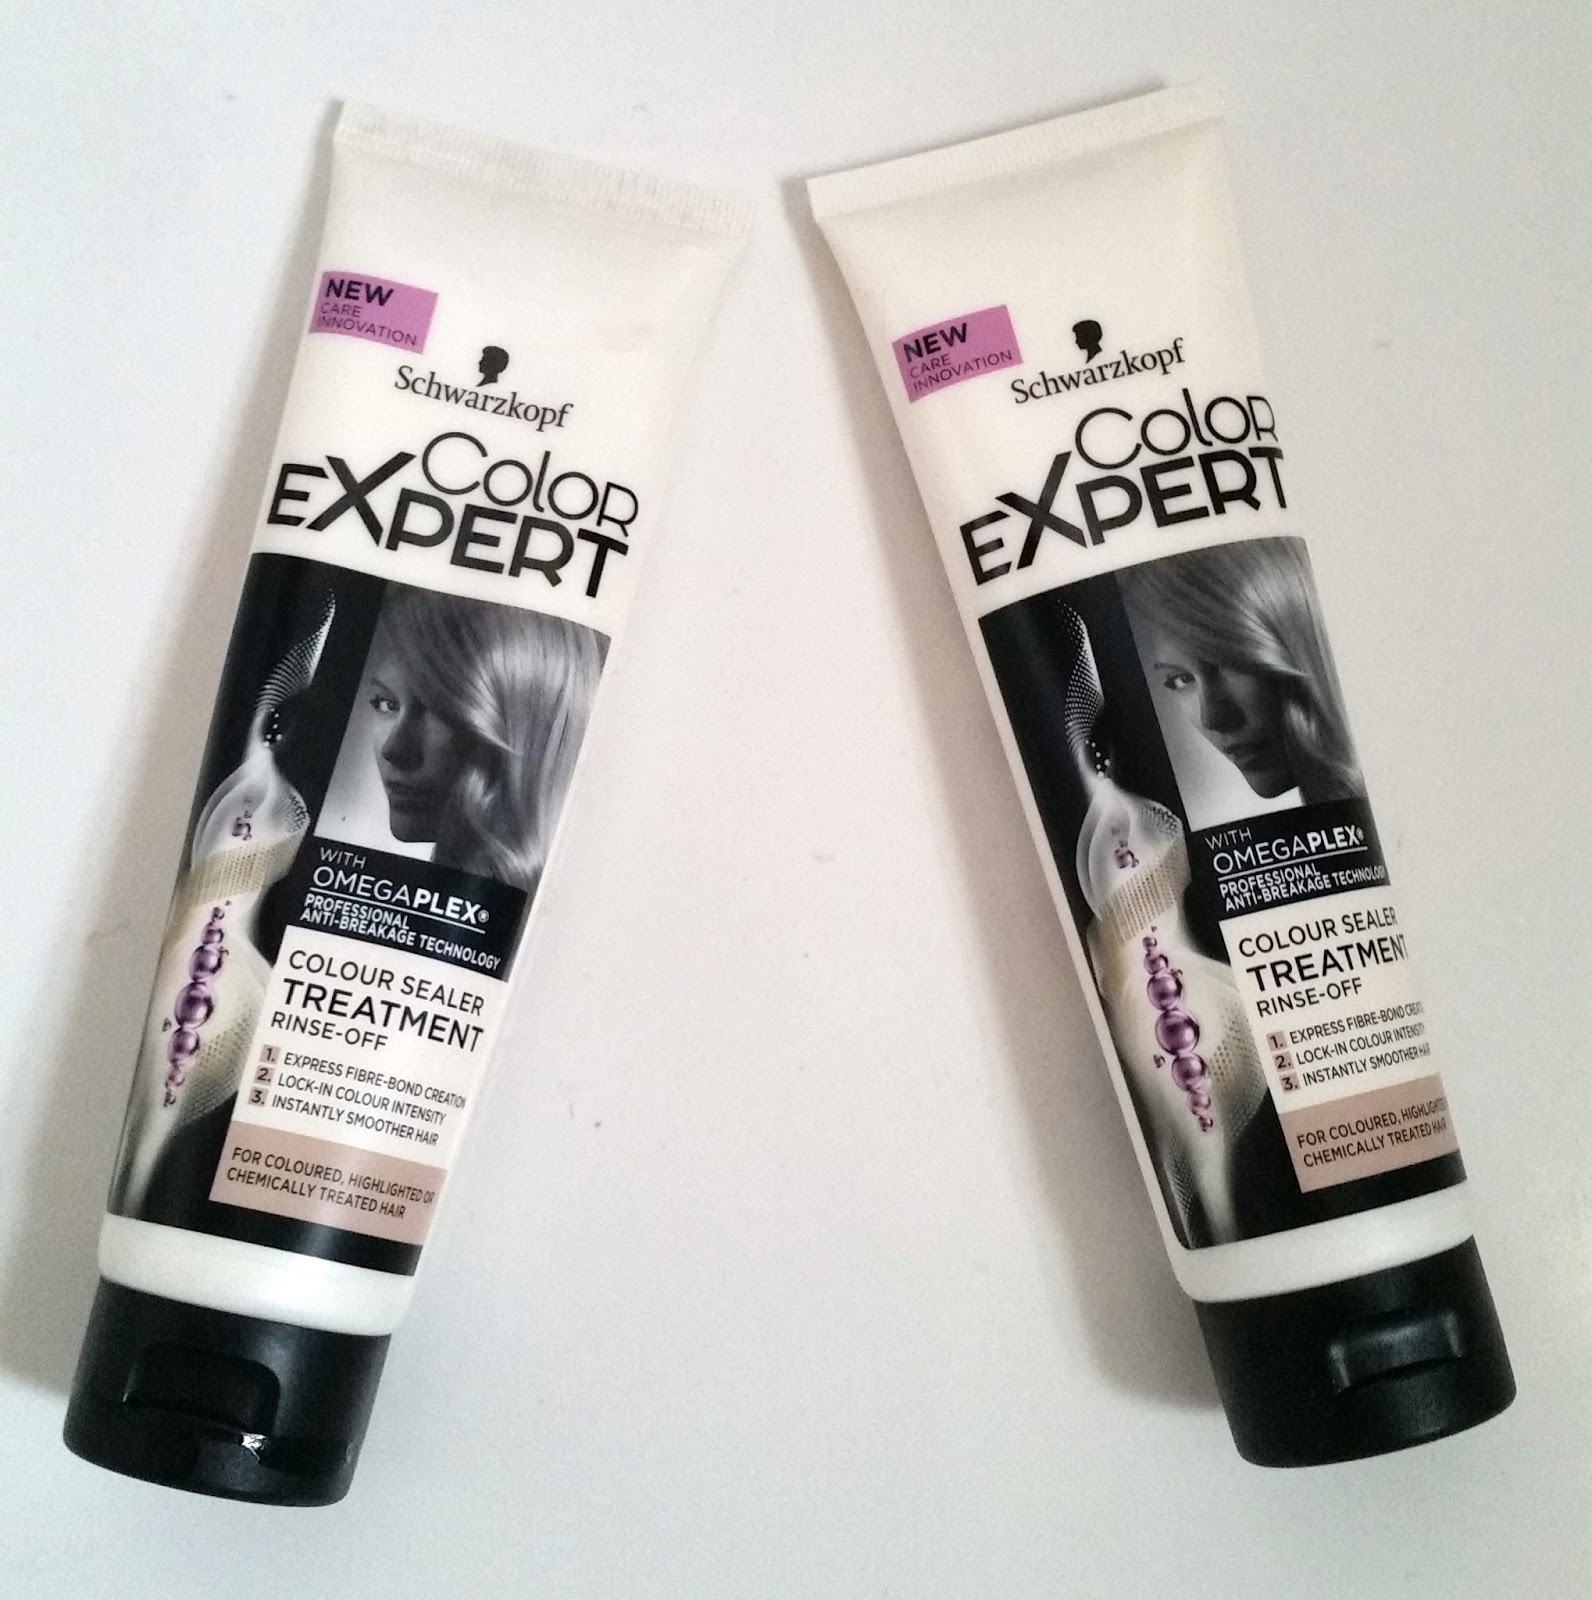 NEW
CARE
INNOVATION
Schwarzkopf
Color
EXPERT
WITH
OMEGAPLEX®
PROFESSIONAL
ANTI-BREAKAGE TECHNOLOGY
COLOUR SEALER
TREATMENT
RINSE-OFF
1. EXPRESS FIBRE-BOND CREATION
2. LOCK-IN COLOUR INTENSITY
3. INSTANTLY SMOOTHER HAIR
FOR COLOURED, HIGHLIGHTED OR
CHEMICALLY TREATED HAIR
NEW
CARE
INNOVATION
Schwarzkopf
Color
EXPERT
WITH
OMEGAPLEX®
PROFESSIONAL
ANTI-BREAKAGE TECHNOLOGY
COLOUR SEALER
TREATMENT
RINSE-OFF
1. EXPRESS FIBRE-BOND CREATI
2. LOCK-IN COLOUR INTENSITY
3. INSTANTLY SMOOTHER HAIR
FOR COLOURED, HIGHLIGHTED
CHEMICALLY TREATED HAIR